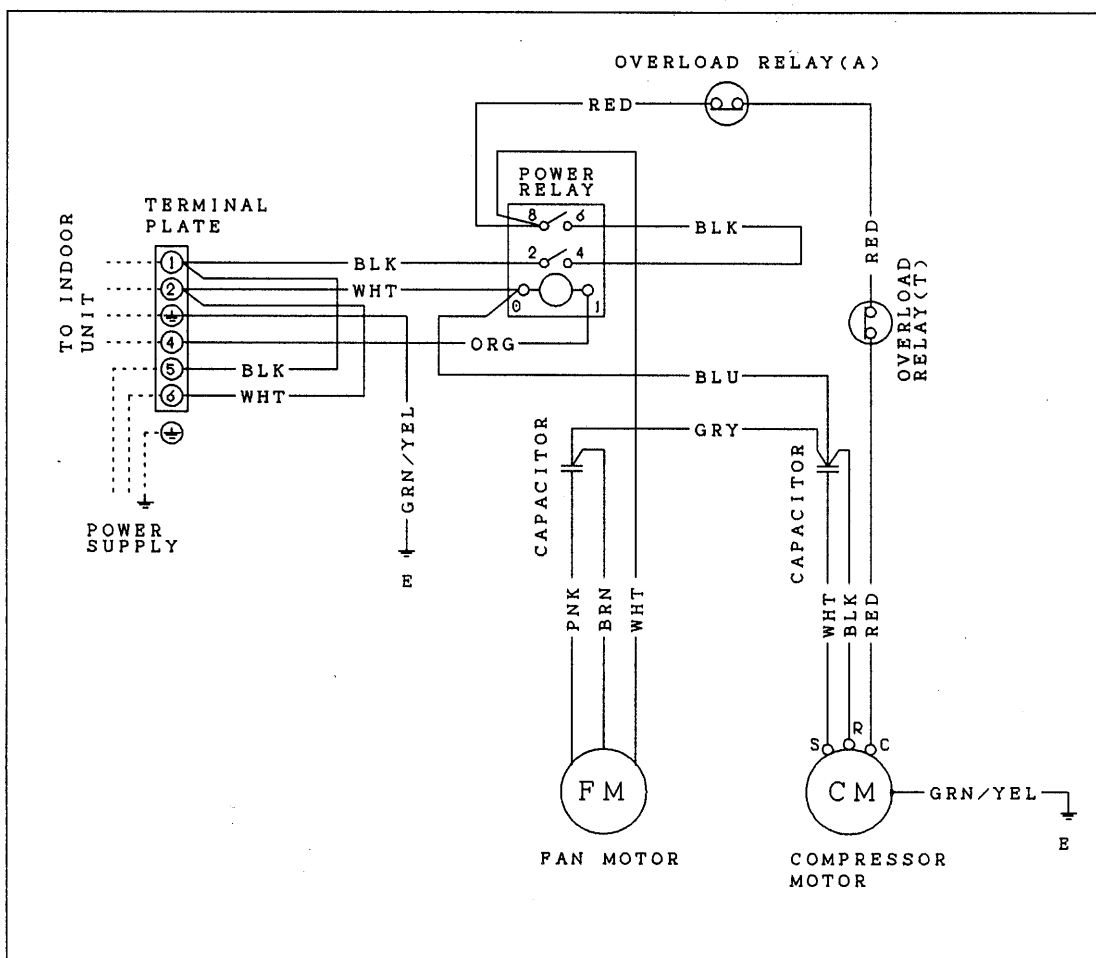 OVERLOAD RELAY(A)
RED
POWER
RELAY
8 6
BLK
2 4
0 1
TERMINAL
PLATE
TO INDOOR
UNIT
1
2
4
5
6
BLK
WHT
ORG
BLK
WHT
BLU
GRY
RED
OVERLOAD
RELAY(T)
GRN/YEL
E
POWER
SUPPLY
CAPACITOR
CAPACITOR
PNK
BRN
WHT
WHT
BLK
RED
S R C
FM
FAN MOTOR
CM
COMPRESSOR
MOTOR
GRN/YEL
E